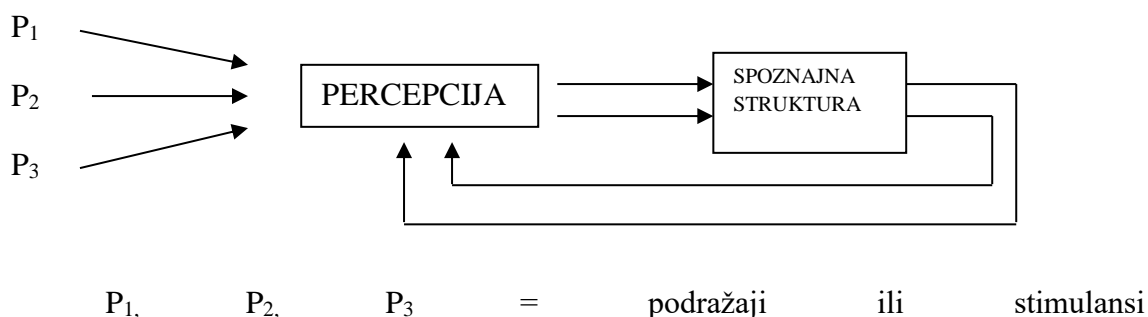 P₁
P₂
P₃
PERCEPCIJA
SPOZNAJNA
STRUKTURA
P₁, P₂, P₃ = podražaji ili stimulansi